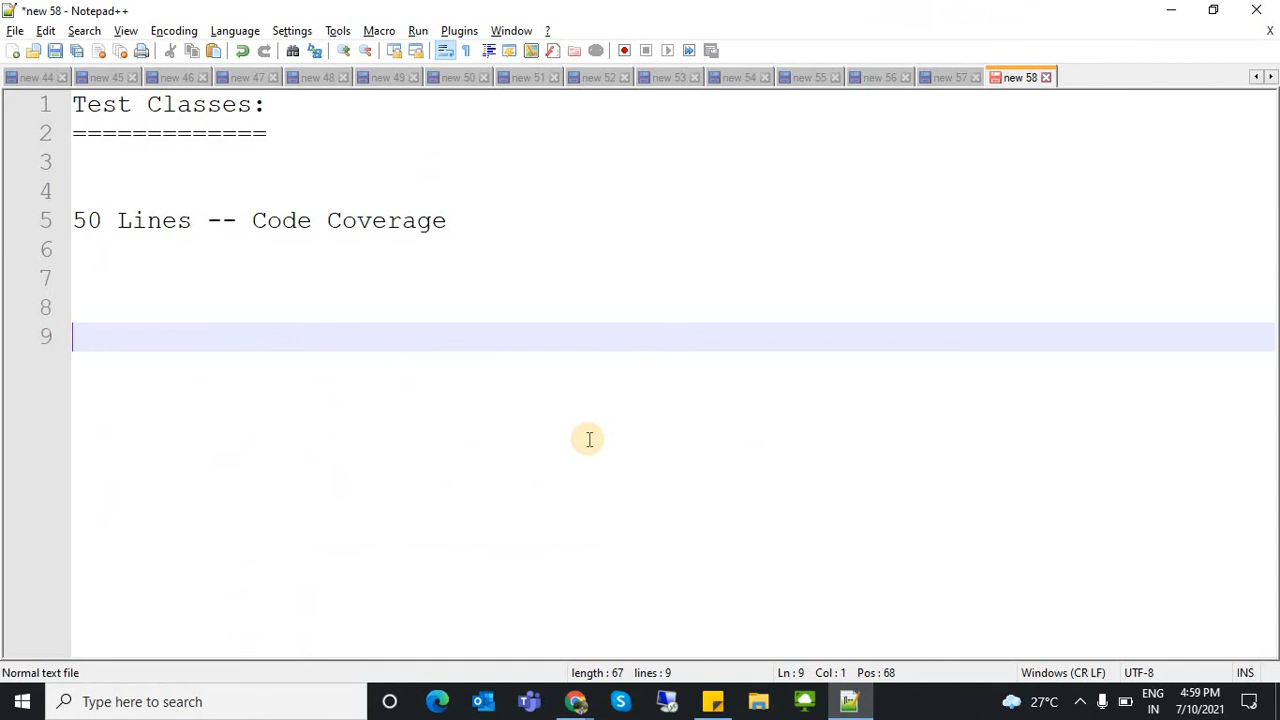 *new 58 - Notepad++
File Edit Search View Encoding Language Settings Tools Macro Run Plugins Window ? X
new 44 new 45 new 46 new 47 new 48 new 49 new 50 new 51 new 52 new 53 new 54 new 55 new 56 new 57 new 58
1 Test Classes:
2 =============
3
4
5 50 Lines -- Code Coverage
6
7
8
9
Normal text file length : 67 lines : 9 Ln : 9 Col : 1 Pos : 68 Windows (CR LF) UTF-8 INS
Type here to search 27°C ENG 4:59 PM
IN 7/10/2021